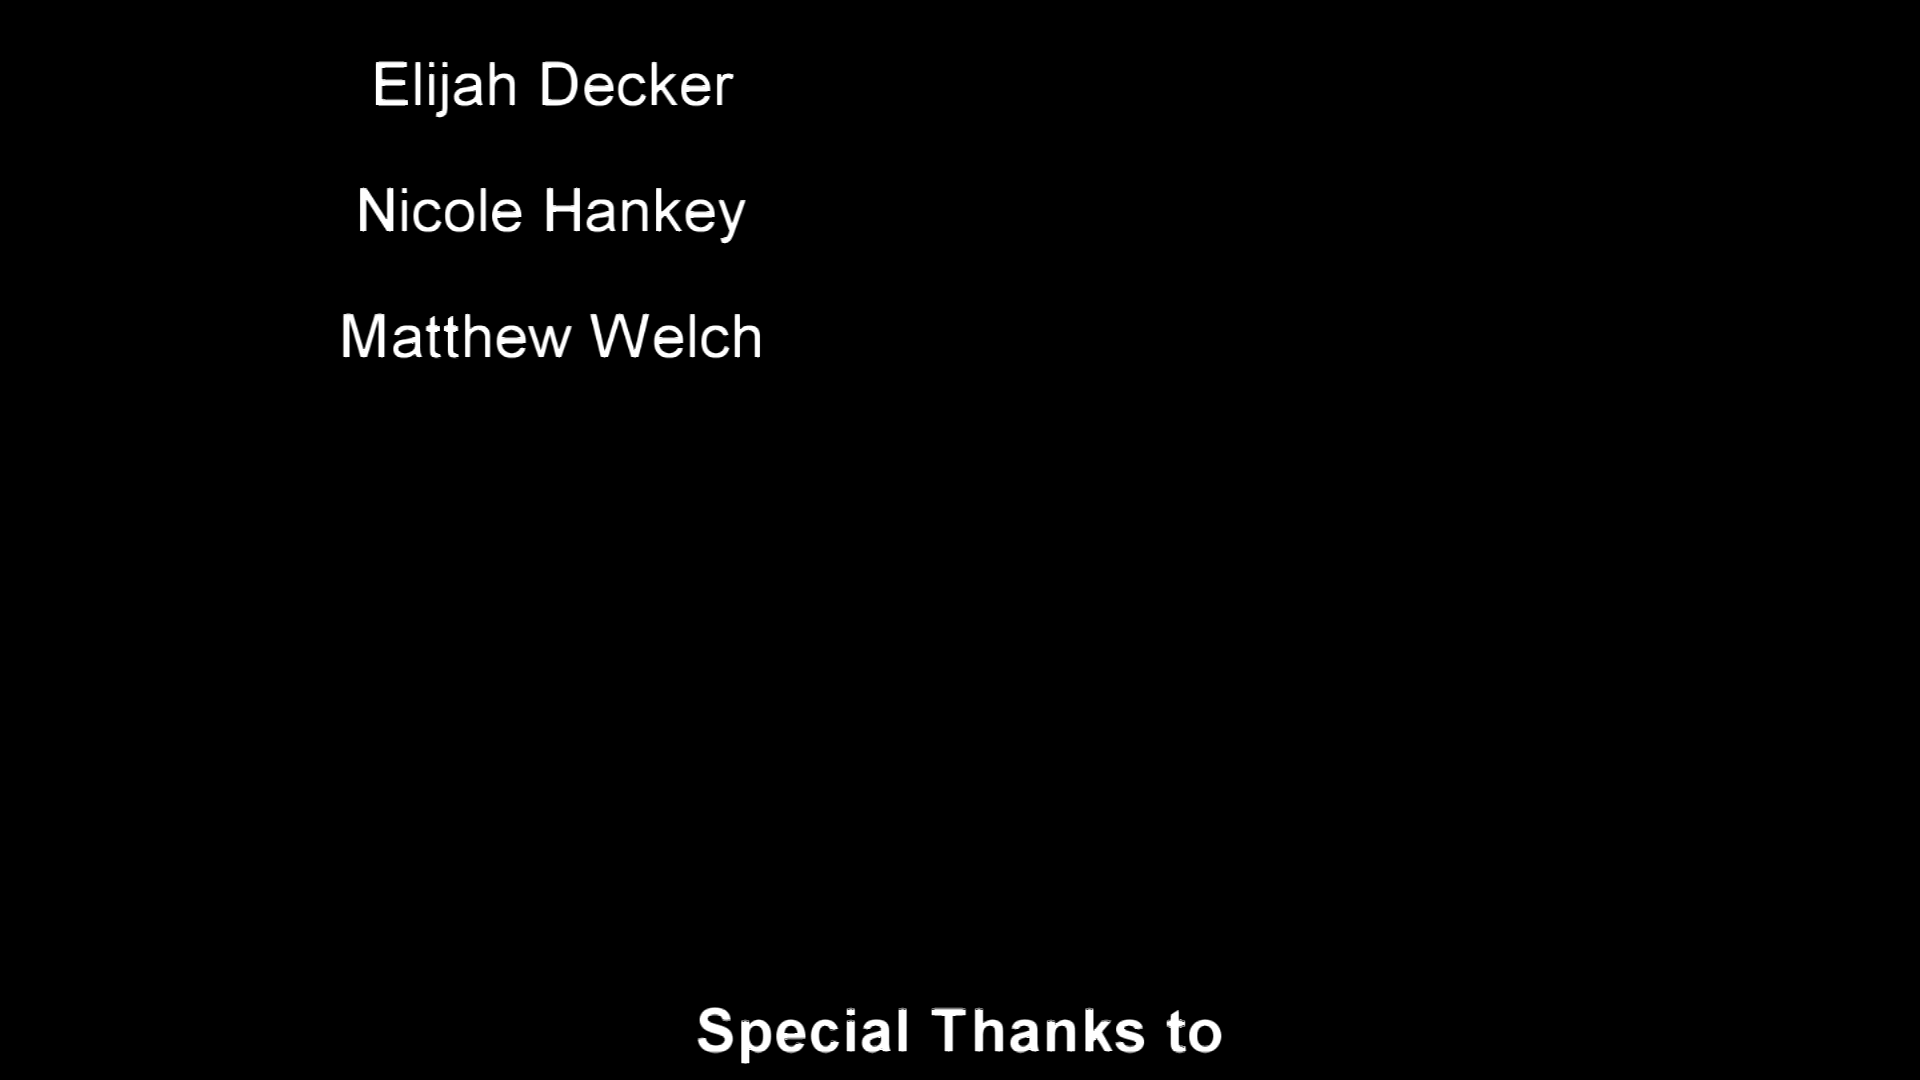 Elijah Decker
Nicole Hankey
Matthew Welch
Special Thanks to